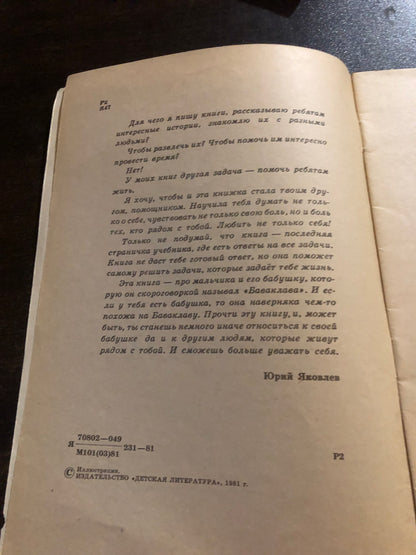 Р2
Я47
Для чего я пишу книги, рассказываю ребятам
интересные истории, знакомлю их с разными
людьми?
Чтобы развлечь их? Чтобы помочь им интересно
провести время?
Нет!
У моих книг другая задача — помочь ребятам
жить.
Я хочу, чтобы и эта книжка стала твоим дру-
гом, помощником. Научила тебя думать не толь-
ко о себе, чувствовать не только свою боль, но и боль
тех, кто рядом с тобой. Любить не только себя!
Только не подумай, что книга — последняя
страничка учебника, где есть ответы на все задачи.
Книга не даст тебе готовый ответ, но она поможет
самому решить задачи, которые задаёт тебе жизнь.
Эта книга — про мальчика и его бабушку, кото-
рую он скороговоркой называл «Баваклава». И ес-
ли у тебя есть бабушка, то она наверняка чем-то
похожа на Баваклаву. Прочти эту книгу, и, может
быть, ты станешь немного иначе относиться к своей
бабушке да и к другим людям, которые живут
рядом с тобой. И сможешь больше уважать себя.
Юрий Яковлев
70802—049
Я 231—81
М101(03)81
Р2
© Иллюстрации.
ИЗДАТЕЛЬСТВО «ДЕТСКАЯ ЛИТЕРАТУРА», 1981 г.